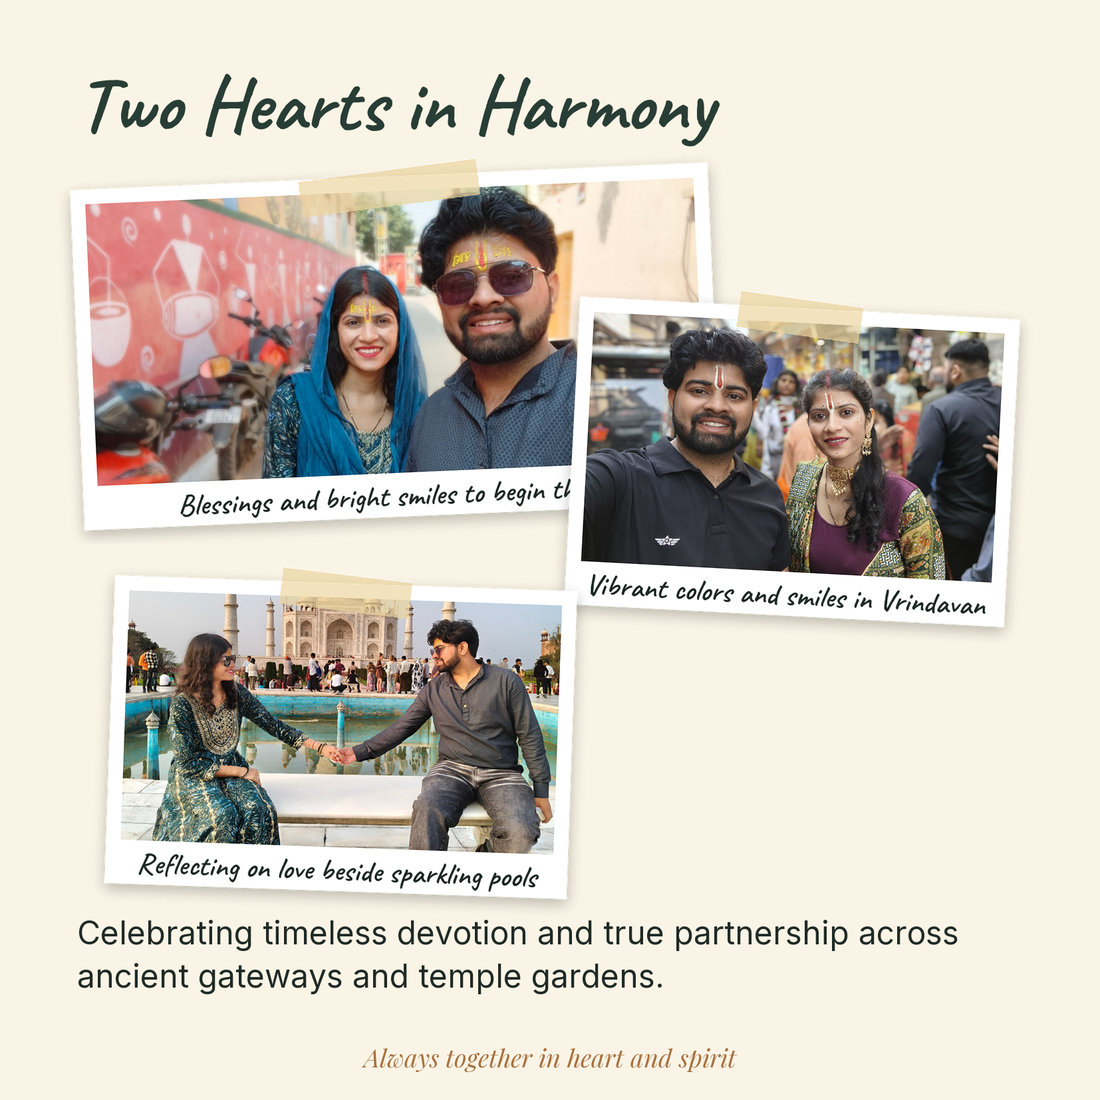 Two Hearts in Harmony
Blessings and bright smiles to begin
Vibrant colors and smiles in Vrindavan
Reflecting on love beside sparkling pools
Celebrating timeless devotion and true partnership across
ancient gateways and temple gardens.
Always together in heart and spirit